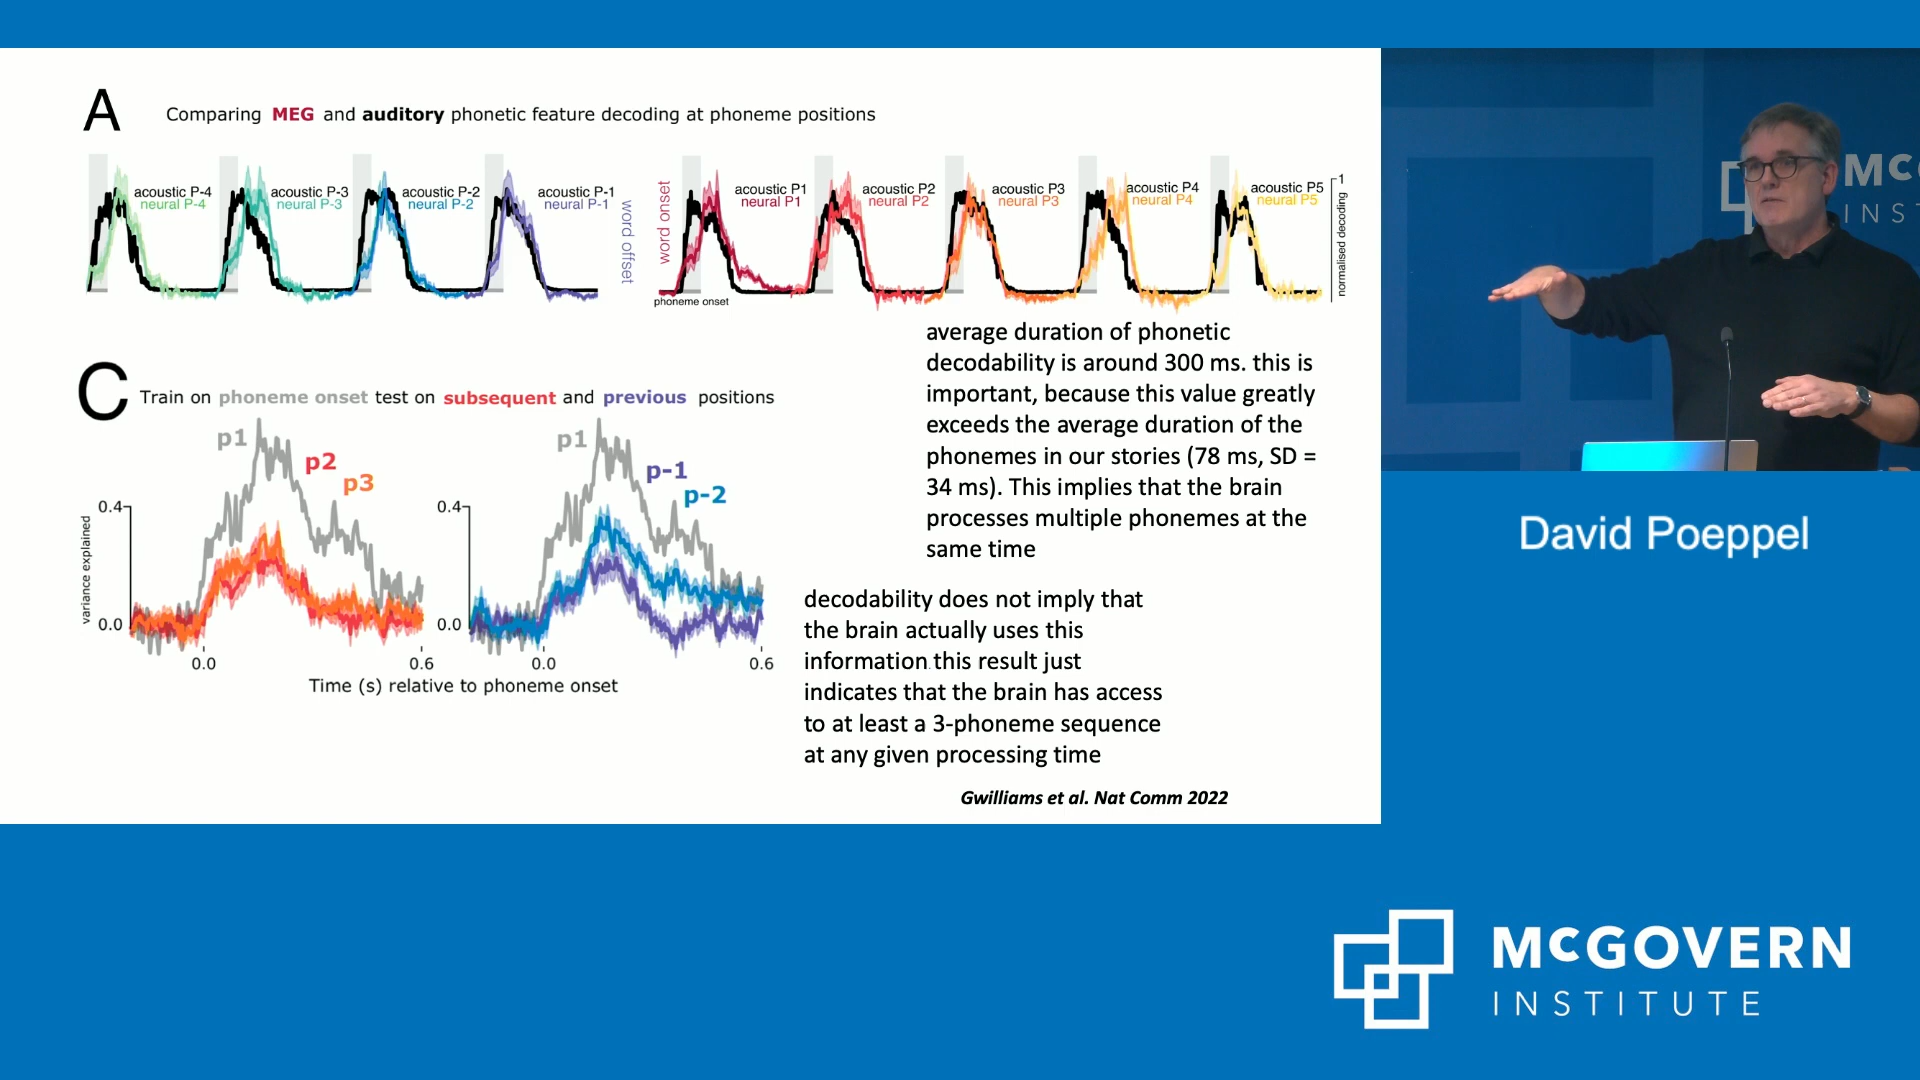 A
Comparing MEG and auditory phonetic feature decoding at phoneme positions
acoustic P-4
neural P-4
acoustic P-3
neural P-3
acoustic P-2
neural P-2
acoustic P-1
neural P-1
word offset
word onset
acoustic P1
neural P1
acoustic P2
neural P2
acoustic P3
neural P3
acoustic P4
neural P4
acoustic P5
neural P5
1
normalised decoding
phoneme onset
C
Train on phoneme onset test on subsequent and previous positions
p1
p2
p3
0.4
0.0
variance explained
0.0
0.6
p1
p-1
p-2
0.4
0.0
0.0
0.6
Time (s) relative to phoneme onset
average duration of phonetic
decodability is around 300 ms. this is
important, because this value greatly
exceeds the average duration of the
phonemes in our stories (78 ms, SD =
34 ms). This implies that the brain
processes multiple phonemes at the
same time
decodability does not imply that
the brain actually uses this
information.this result just
indicates that the brain has access
to at least a 3-phoneme sequence
at any given processing time
Gwilliams et al. Nat Comm 2022
David Poeppel
MCGOVERN
INSTITUTE